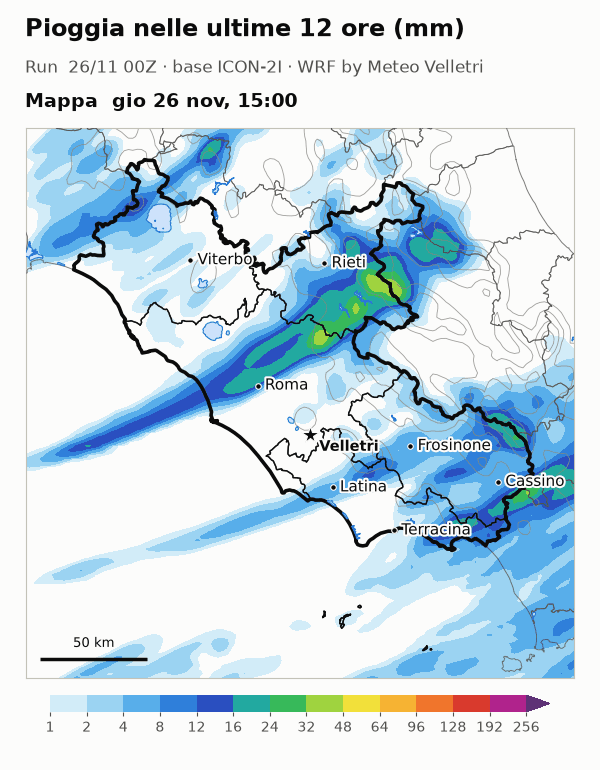 Pioggia nelle ultime 12 ore (mm)
Run  26/11 00Z · base ICON-2I · WRF by Meteo Velletri
Mappa  gio 26 nov, 15:00
Viterbo
Rieti
Roma
Velletri
Frosinone
Cassino
Latina
Terracina
50 km
1 2 4 8 12 16 24 32 48 64 96 128 192 256